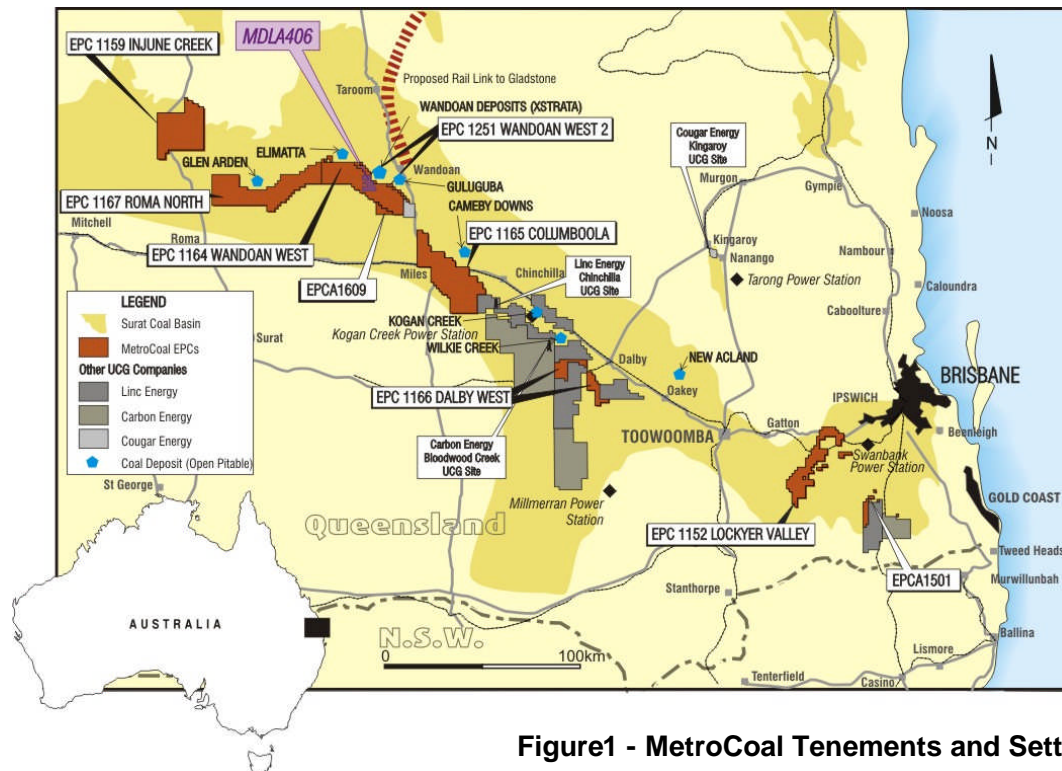 EPC 1159 INJUNE CREEK
MDLA406
Proposed Rail Link to Gladstone
Taroom
WANDOAN DEPOSITS (XSTRATA)
EPC 1251 WANDOAN WEST 2
ELIMATTA
GLEN ARDEN
Wandoan
GULUGUBA
EPC 1167 ROMA NORTH
CAMEBY DOWNS
Mitchell
Roma
EPC 1164 WANDOAN WEST
EPC 1165 COLUMBOOLA
EPCA1609
Miles
Chinchilla
Linc Energy
Chinchilla
UCG Site
Cougar Energy
Kingaroy
UCG Site
Murgon
Gympie
N
Noosa
Kingaroy
Nanango
Nambour
Tarong Power Station
Caloundra
Caboolture
LEGEND
Surat Coal Basin
MetroCoal EPCs
Other UCG Companies
Linc Energy
Carbon Energy
Cougar Energy
Coal Deposit (Open Pitable)
Surat
St George
KOGAN CREEK
Kogan Creek Power Station
WILKIE CREEK
Dalby
NEW ACLAND
EPC 1166 DALBY WEST
Oakey
BRISBANE
IPSWICH
Carbon Energy
Bloodwood Creek
UCG Site
TOOWOOMBA
Gatton
Beenleigh
Swanbank
Power Station
Millmerran Power
Station
GOLD COAST
Queensland
EPC 1152 LOCKYER VALLEY
EPCA1501
Tweed Heads
Murwillunbah
Stanthorpe
AUSTRALIA
N.S.W.
0 100km
Ballina
Lismore
Tenterfield
Casino
Figure1 - MetroCoal Tenements and Sett